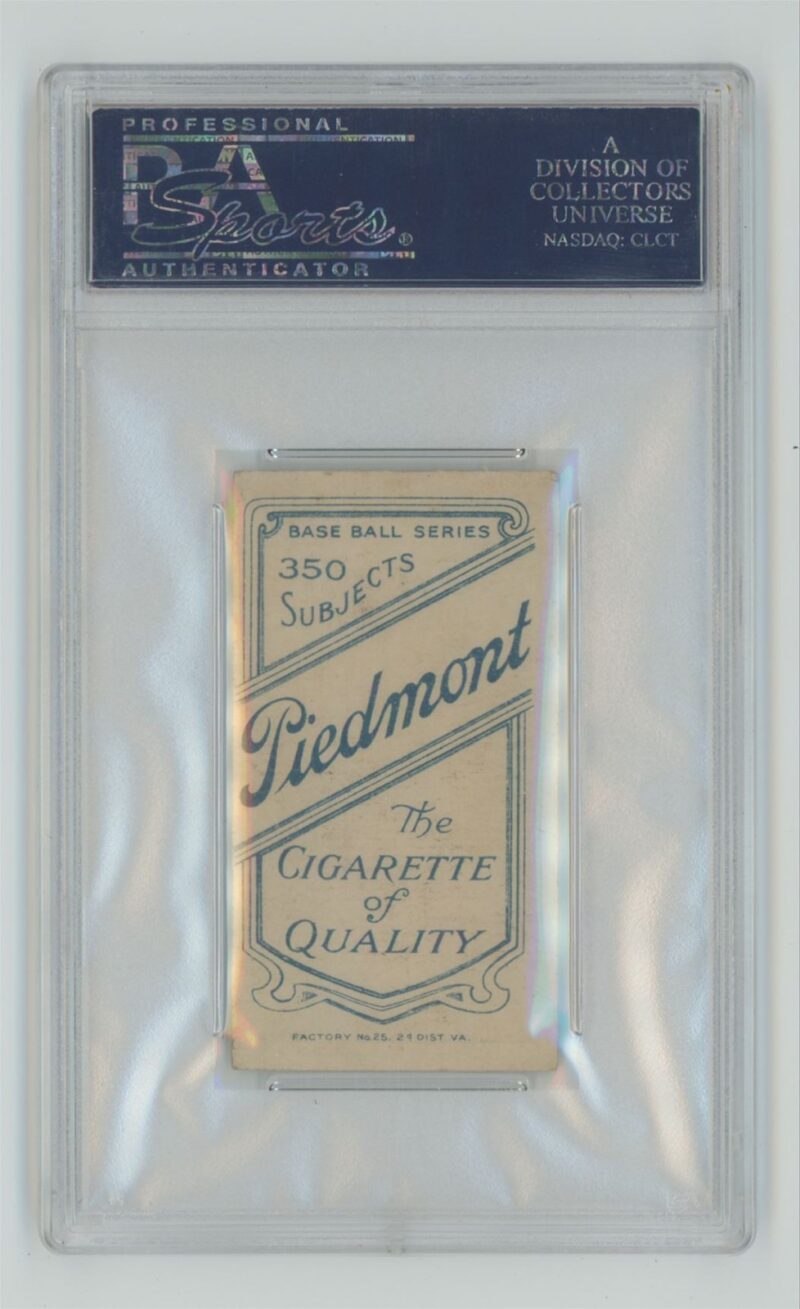 PROFESSIONAL
PSA
Sports®
AUTHENTICATOR
A
DIVISION OF
COLLECTORS
UNIVERSE
NASDAQ: CLCT
BASE BALL SERIES
350
SUBJECTS
Piedmont
The
CIGARETTE
of
QUALITY
FACTORY No. 25, 2d DIST. VA.